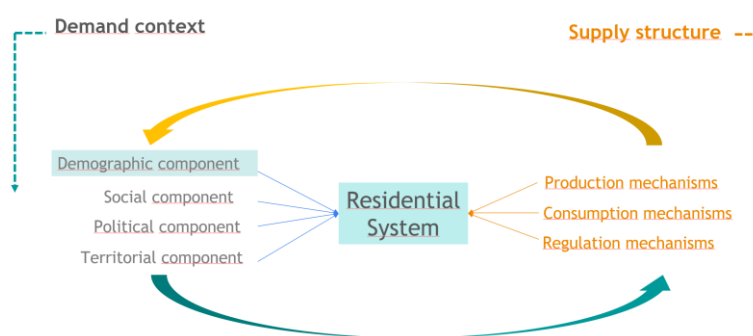 Demand context
Supply structure
Demographic component
Social component
Political component
Territorial component
Residential
System
Production mechanisms
Consumption mechanisms
Regulation mechanisms